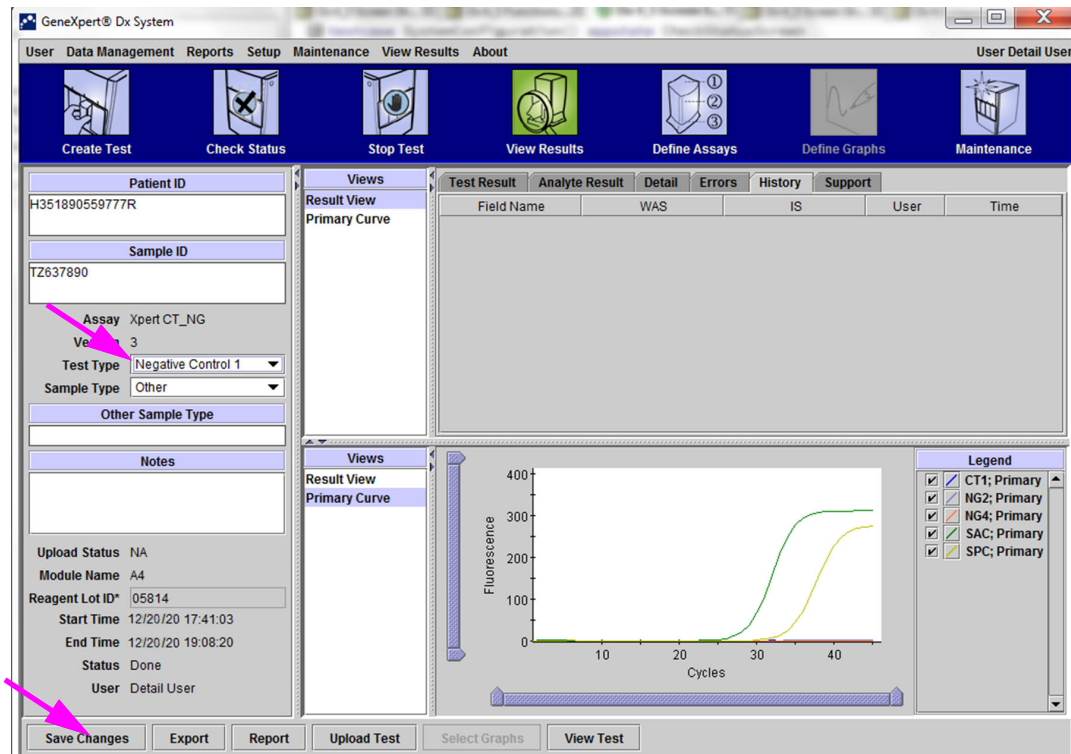 GeneXpert® Dx System
User Data Management Reports Setup Maintenance View Results About User Detail User
Create Test Check Status Stop Test View Results Define Assays Define Graphs Maintenance
Patient ID
H351890559777R
Sample ID
TZ637890
Assay Xpert CT_NG
3
Test Type Negative Control 1
Sample Type Other
Other Sample Type
Notes
Upload Status NA
Module Name A4
Reagent Lot ID* 05814
Start Time 12/20/20 17:41:03
End Time 12/20/20 19:08:20
Status Done
User Detail User
Views
Result View
Primary Curve
Test Result Analyte Result Detail Errors History Support
Field Name WAS IS User Time
Views
Result View
Primary Curve
Fluorescence
400
300
200
100
0
10 20 30 40
Cycles
Legend
CT1; Primary
NG2; Primary
NG4; Primary
SAC; Primary
SPC; Primary
Save Changes Export Report Upload Test Select Graphs View Test